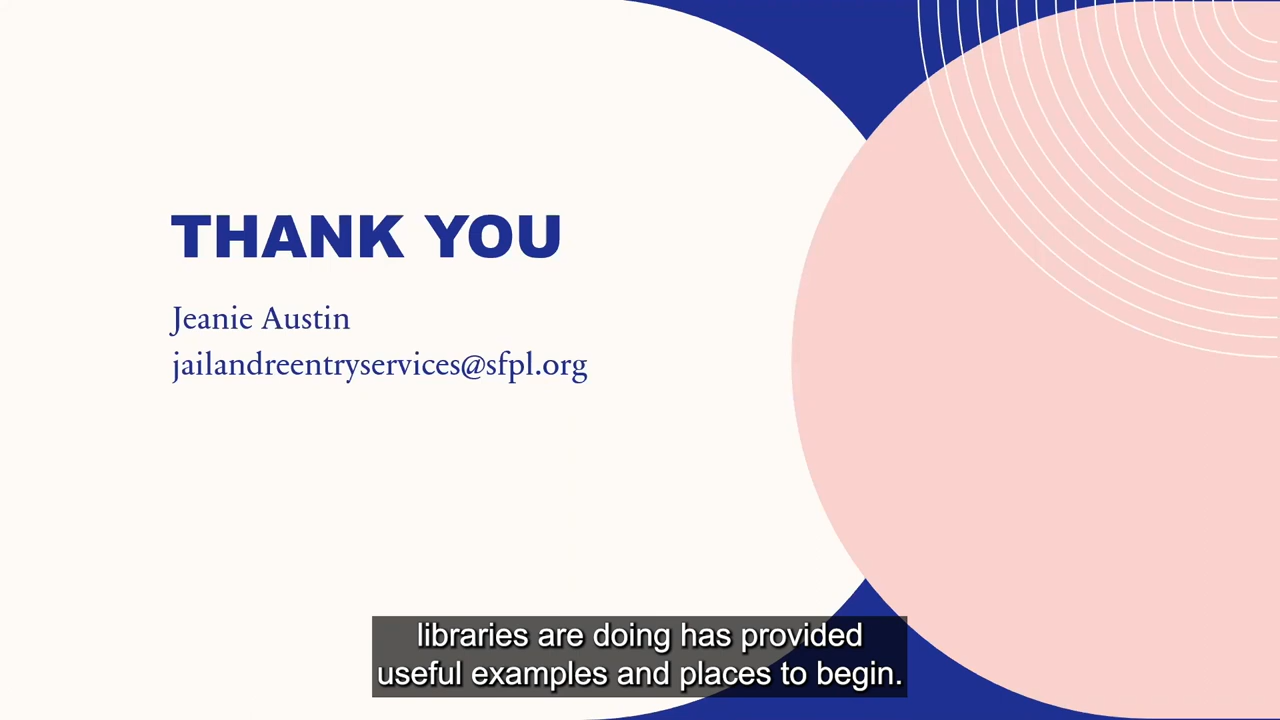 THANK YOU
Jeanie Austin
jailandreentryservices@sfpl.org
libraries are doing has provided
useful examples and places to begin.